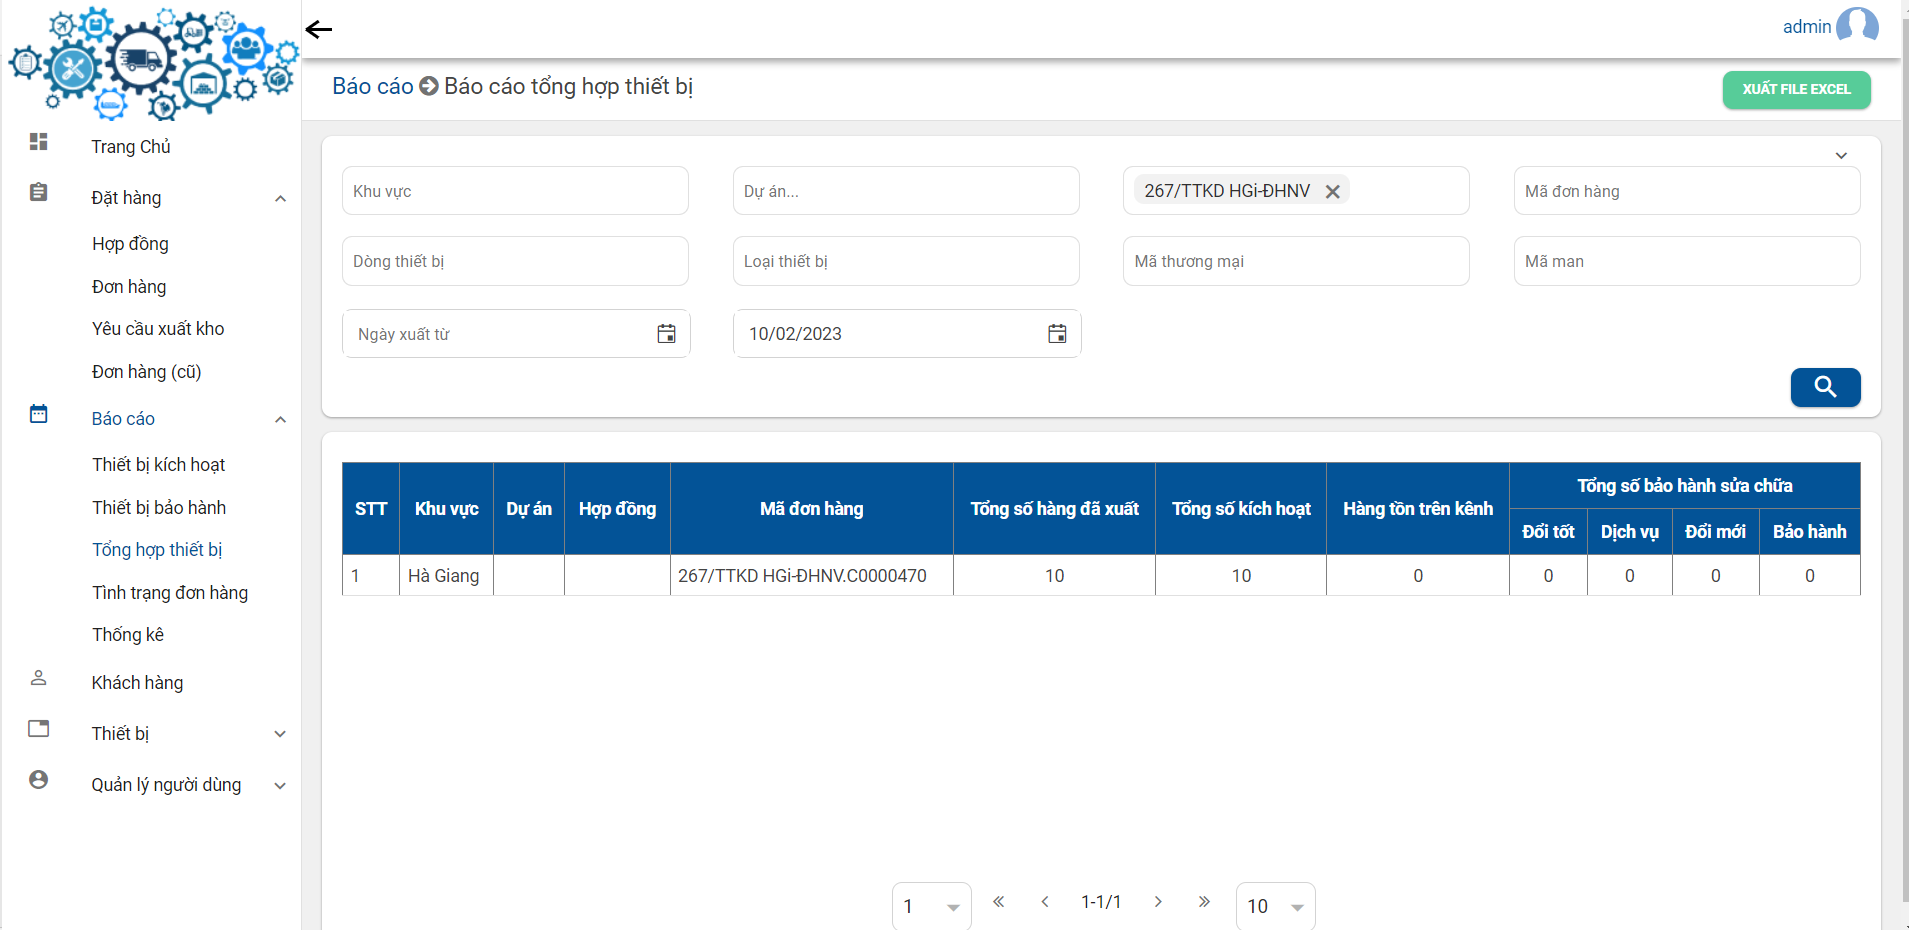 admin
Báo cáo Báo cáo tổng hợp thiết bị
XUẤT FILE EXCEL
Trang Chủ
Đặt hàng
Hợp đồng
Đơn hàng
Yêu cầu xuất kho
Đơn hàng (cũ)
Báo cáo
Thiết bị kích hoạt
Thiết bị bảo hành
Tổng hợp thiết bị
Tình trạng đơn hàng
Thống kê
Khách hàng
Thiết bị
Quản lý người dùng
Khu vực
Dự án...
267/TTKD HGi-ĐHNV
Mã đơn hàng
Dòng thiết bị
Loại thiết bị
Mã thương mại
Mã man
Ngày xuất từ
10/02/2023
STT Khu vực Dự án Hợp đồng Mã đơn hàng Tổng số hàng đã xuất Tổng số kích hoạt Hàng tồn trên kênh Tổng số bảo hành sửa chữa
Đổi tốt Dịch vụ Đổi mới Bảo hành
1 Hà Giang 267/TTKD HGi-ĐHNV.C0000470 10 10 0 0 0 0 0
1 « ‹ 1-1/1 › » 10